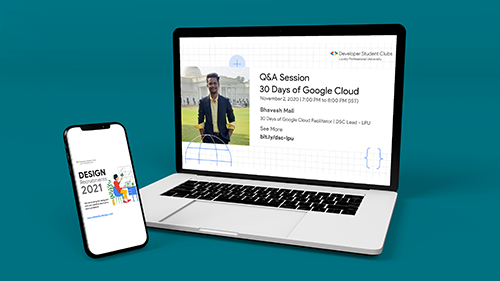 Developer Student Clubs
Lovely Professional University
Q&A Session
30 Days of Google Cloud
November 2, 2020 | 7:00 PM to 8:00 PM (IST)
Bhavesh Mali
30 Days of Google Cloud Facilitator | DSC Lead - LPU
See More
bit.ly/dsc-lpu
{ }
DESIGN
Recruitments
2021